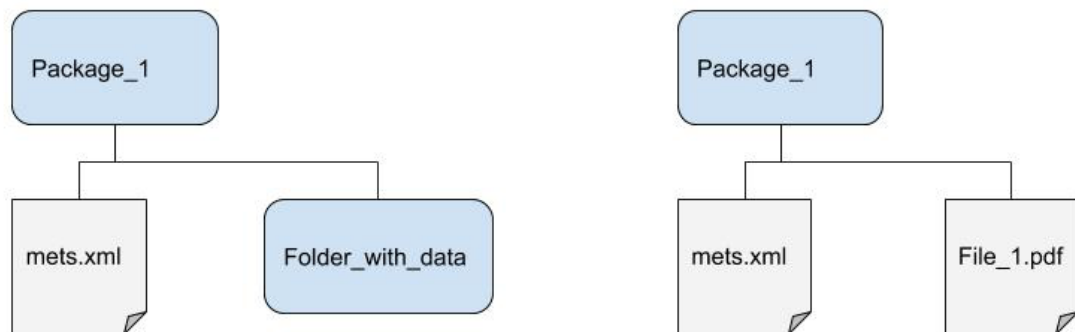 Package_1
Package_1
mets.xml
Folder_with_data
mets.xml
File_1.pdf